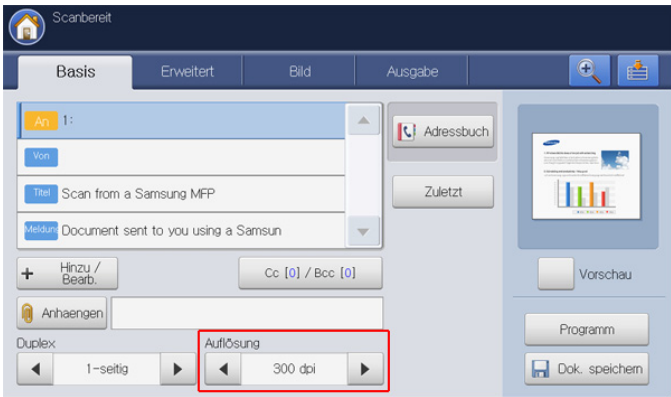 Scanbereit
Basis
Erweitert
Bild
Ausgabe
An 1:
Von
Titel Scan from a Samsung MFP
Meldun Document sent to you using a Samsun
Adressbuch
Zuletzt
+ Hinzu /
Bearb.
Cc [0] / Bcc [0]
Anhaengen
Duplex
1-seitig
Auflösung
300 dpi
Vorschau
Programm
Dok. speichern